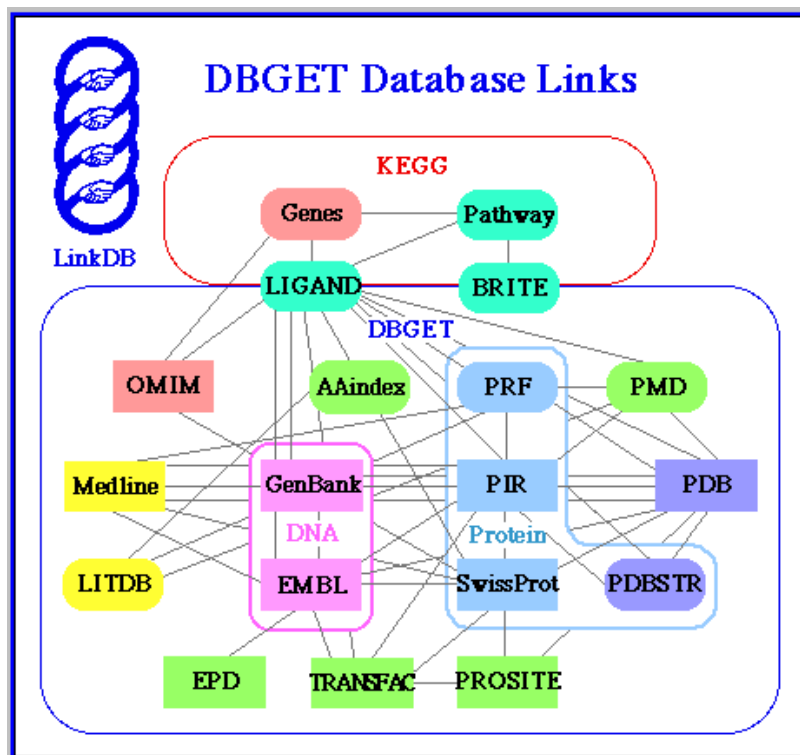 DBGET Database Links
LinkDB
KEGG
Genes
Pathway
LIGAND
BRITE
DBGET
OMIM
AAindex
PRF
PMD
Medline
GenBank
PIR
PDB
DNA
Protein
LITDB
EMBL
SwissProt
PDBSTR
EPD
TRANSFAC
PROSITE